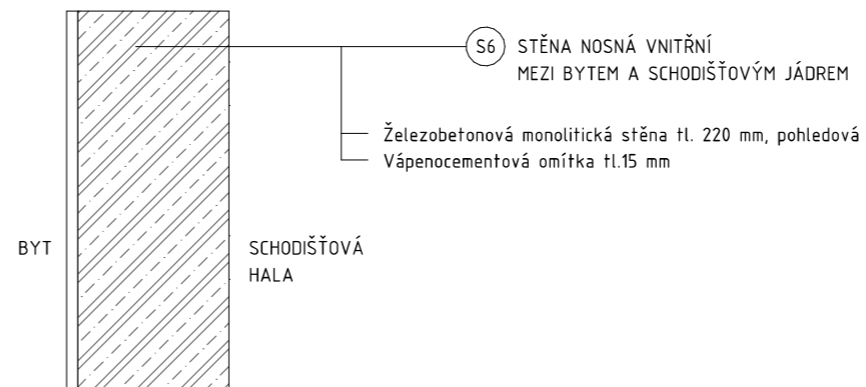 S6 STĚNA NOSNÁ VNITŘNÍ
MEZI BYTEM A SCHODIŠŤOVÝM JÁDREM
Železobetonová monolitická stěna tl. 220 mm, pohledová
Vápenocementová omítka tl.15 mm
BYT
SCHODIŠŤOVÁ
HALA